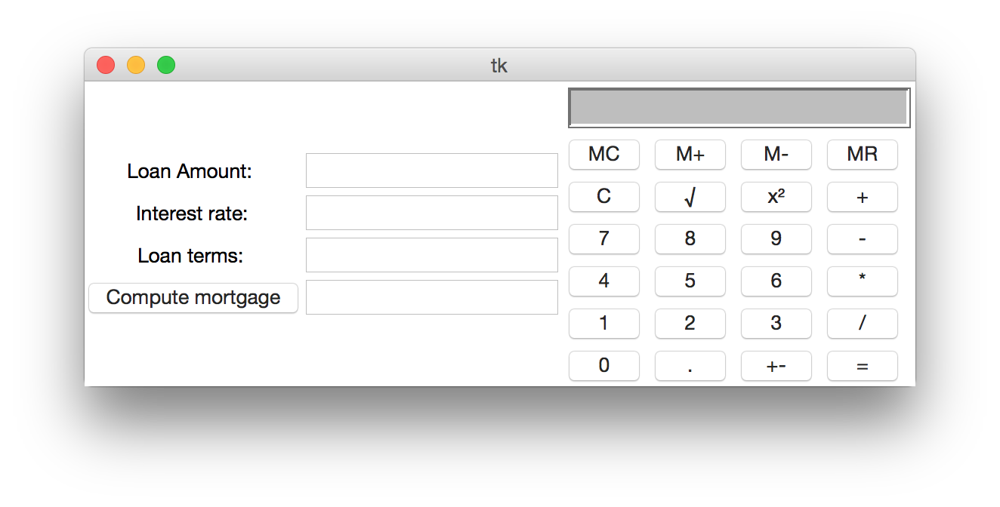 tk
Loan Amount:
Interest rate:
Loan terms:
Compute mortgage
MC M+ M- MR
C √ x² +
7 8 9 -
4 5 6 *
1 2 3 /
0 . +- =